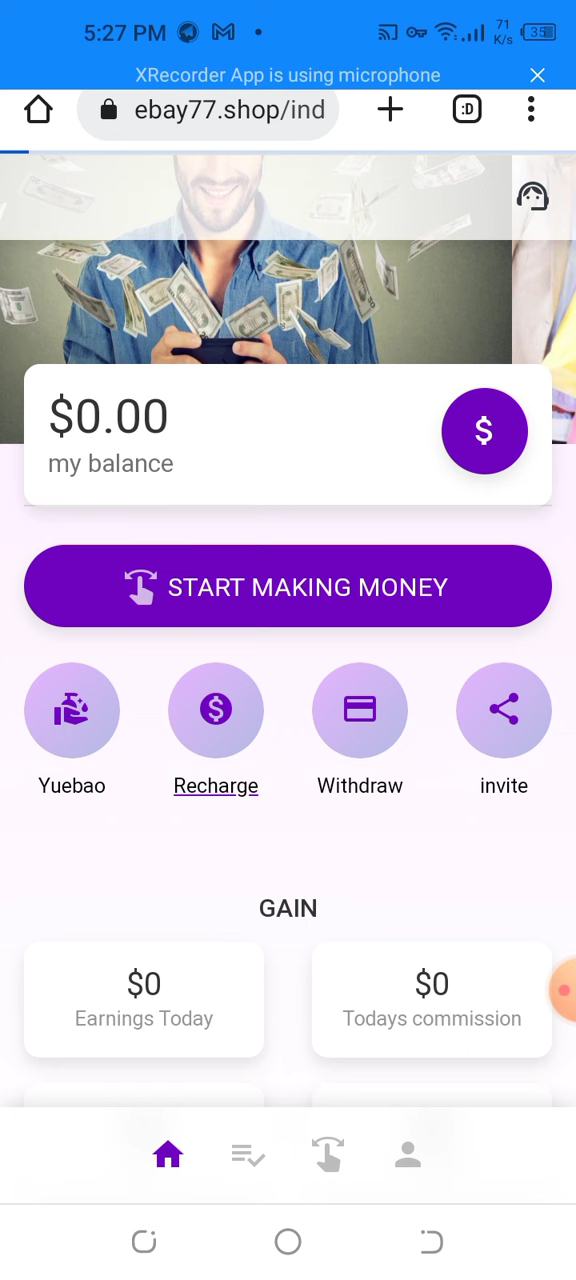 5:27 PM
71
K/s
35
XRecorder App is using microphone
ebay77.shop/ind
:D
$0.00
my balance
$
START MAKING MONEY
Yuebao
Recharge
Withdraw
invite
GAIN
$0
Earnings Today
$0
Todays commission